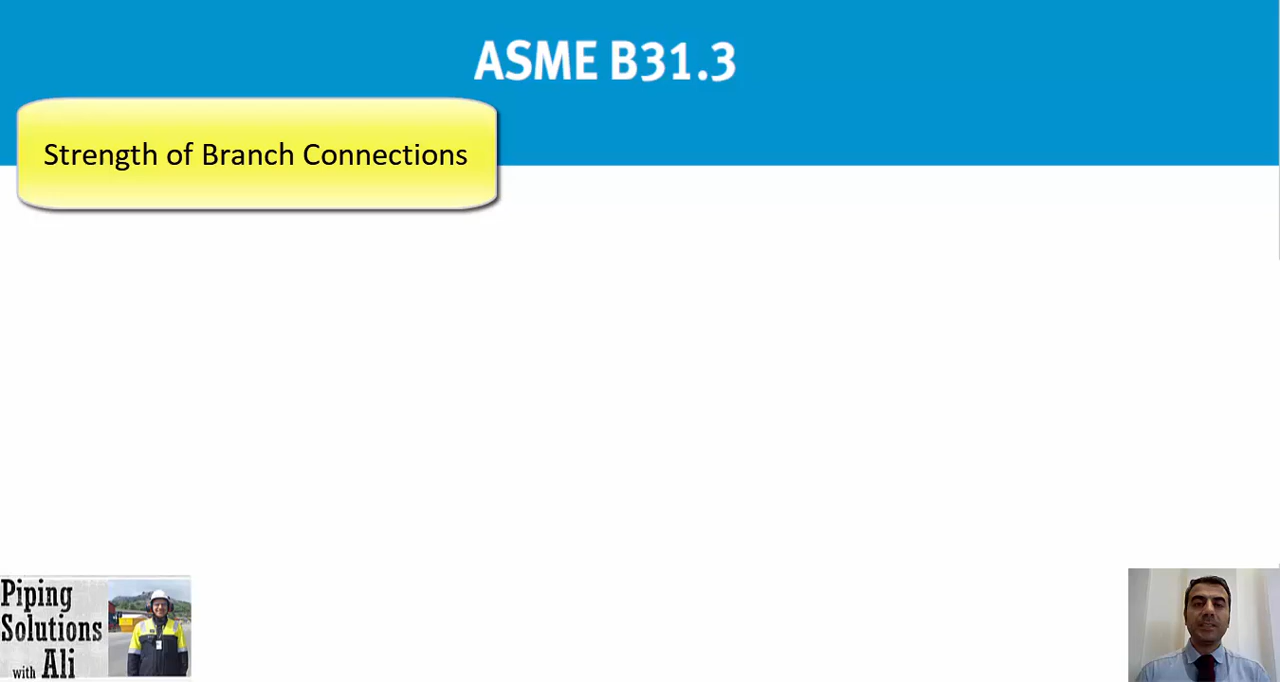 ASME B31.3
Strength of Branch Connections
Piping
Solutions
with Ali